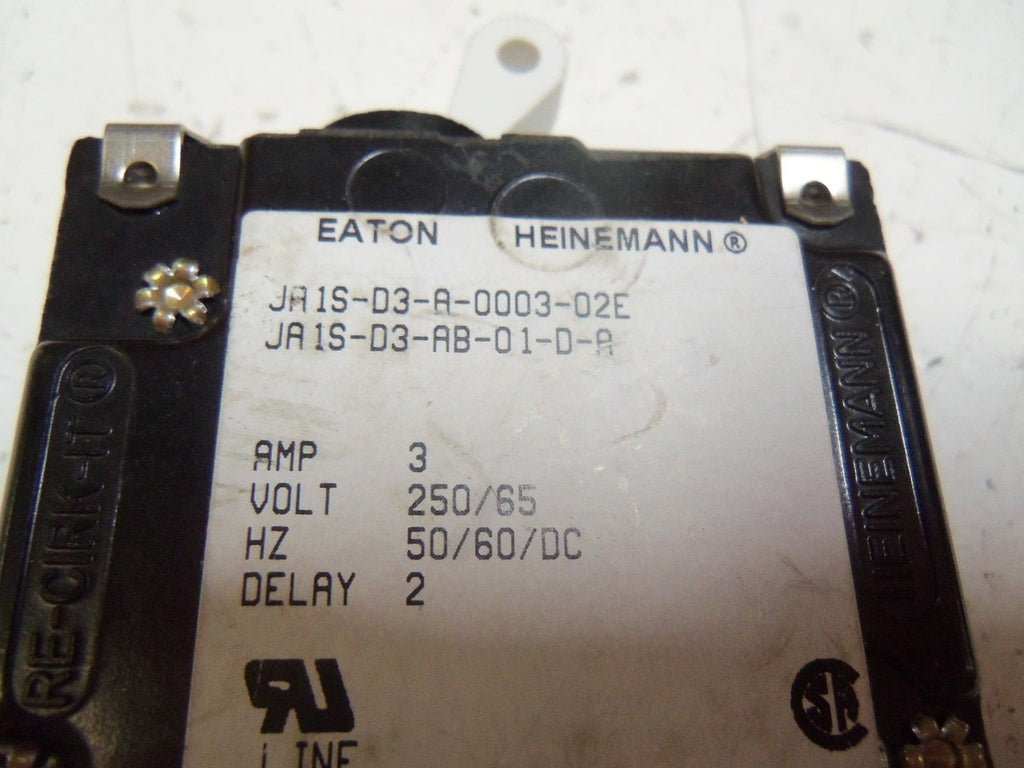 EATON HEINEMANN®
JA1S-D3-A-0003-02E
JA1S-D3-AB-01-D-A
AMP 3
VOLT 250/65
HZ 50/60/DC
DELAY 2
LINE
RE-CIRK-IT®
HEINEMANN®